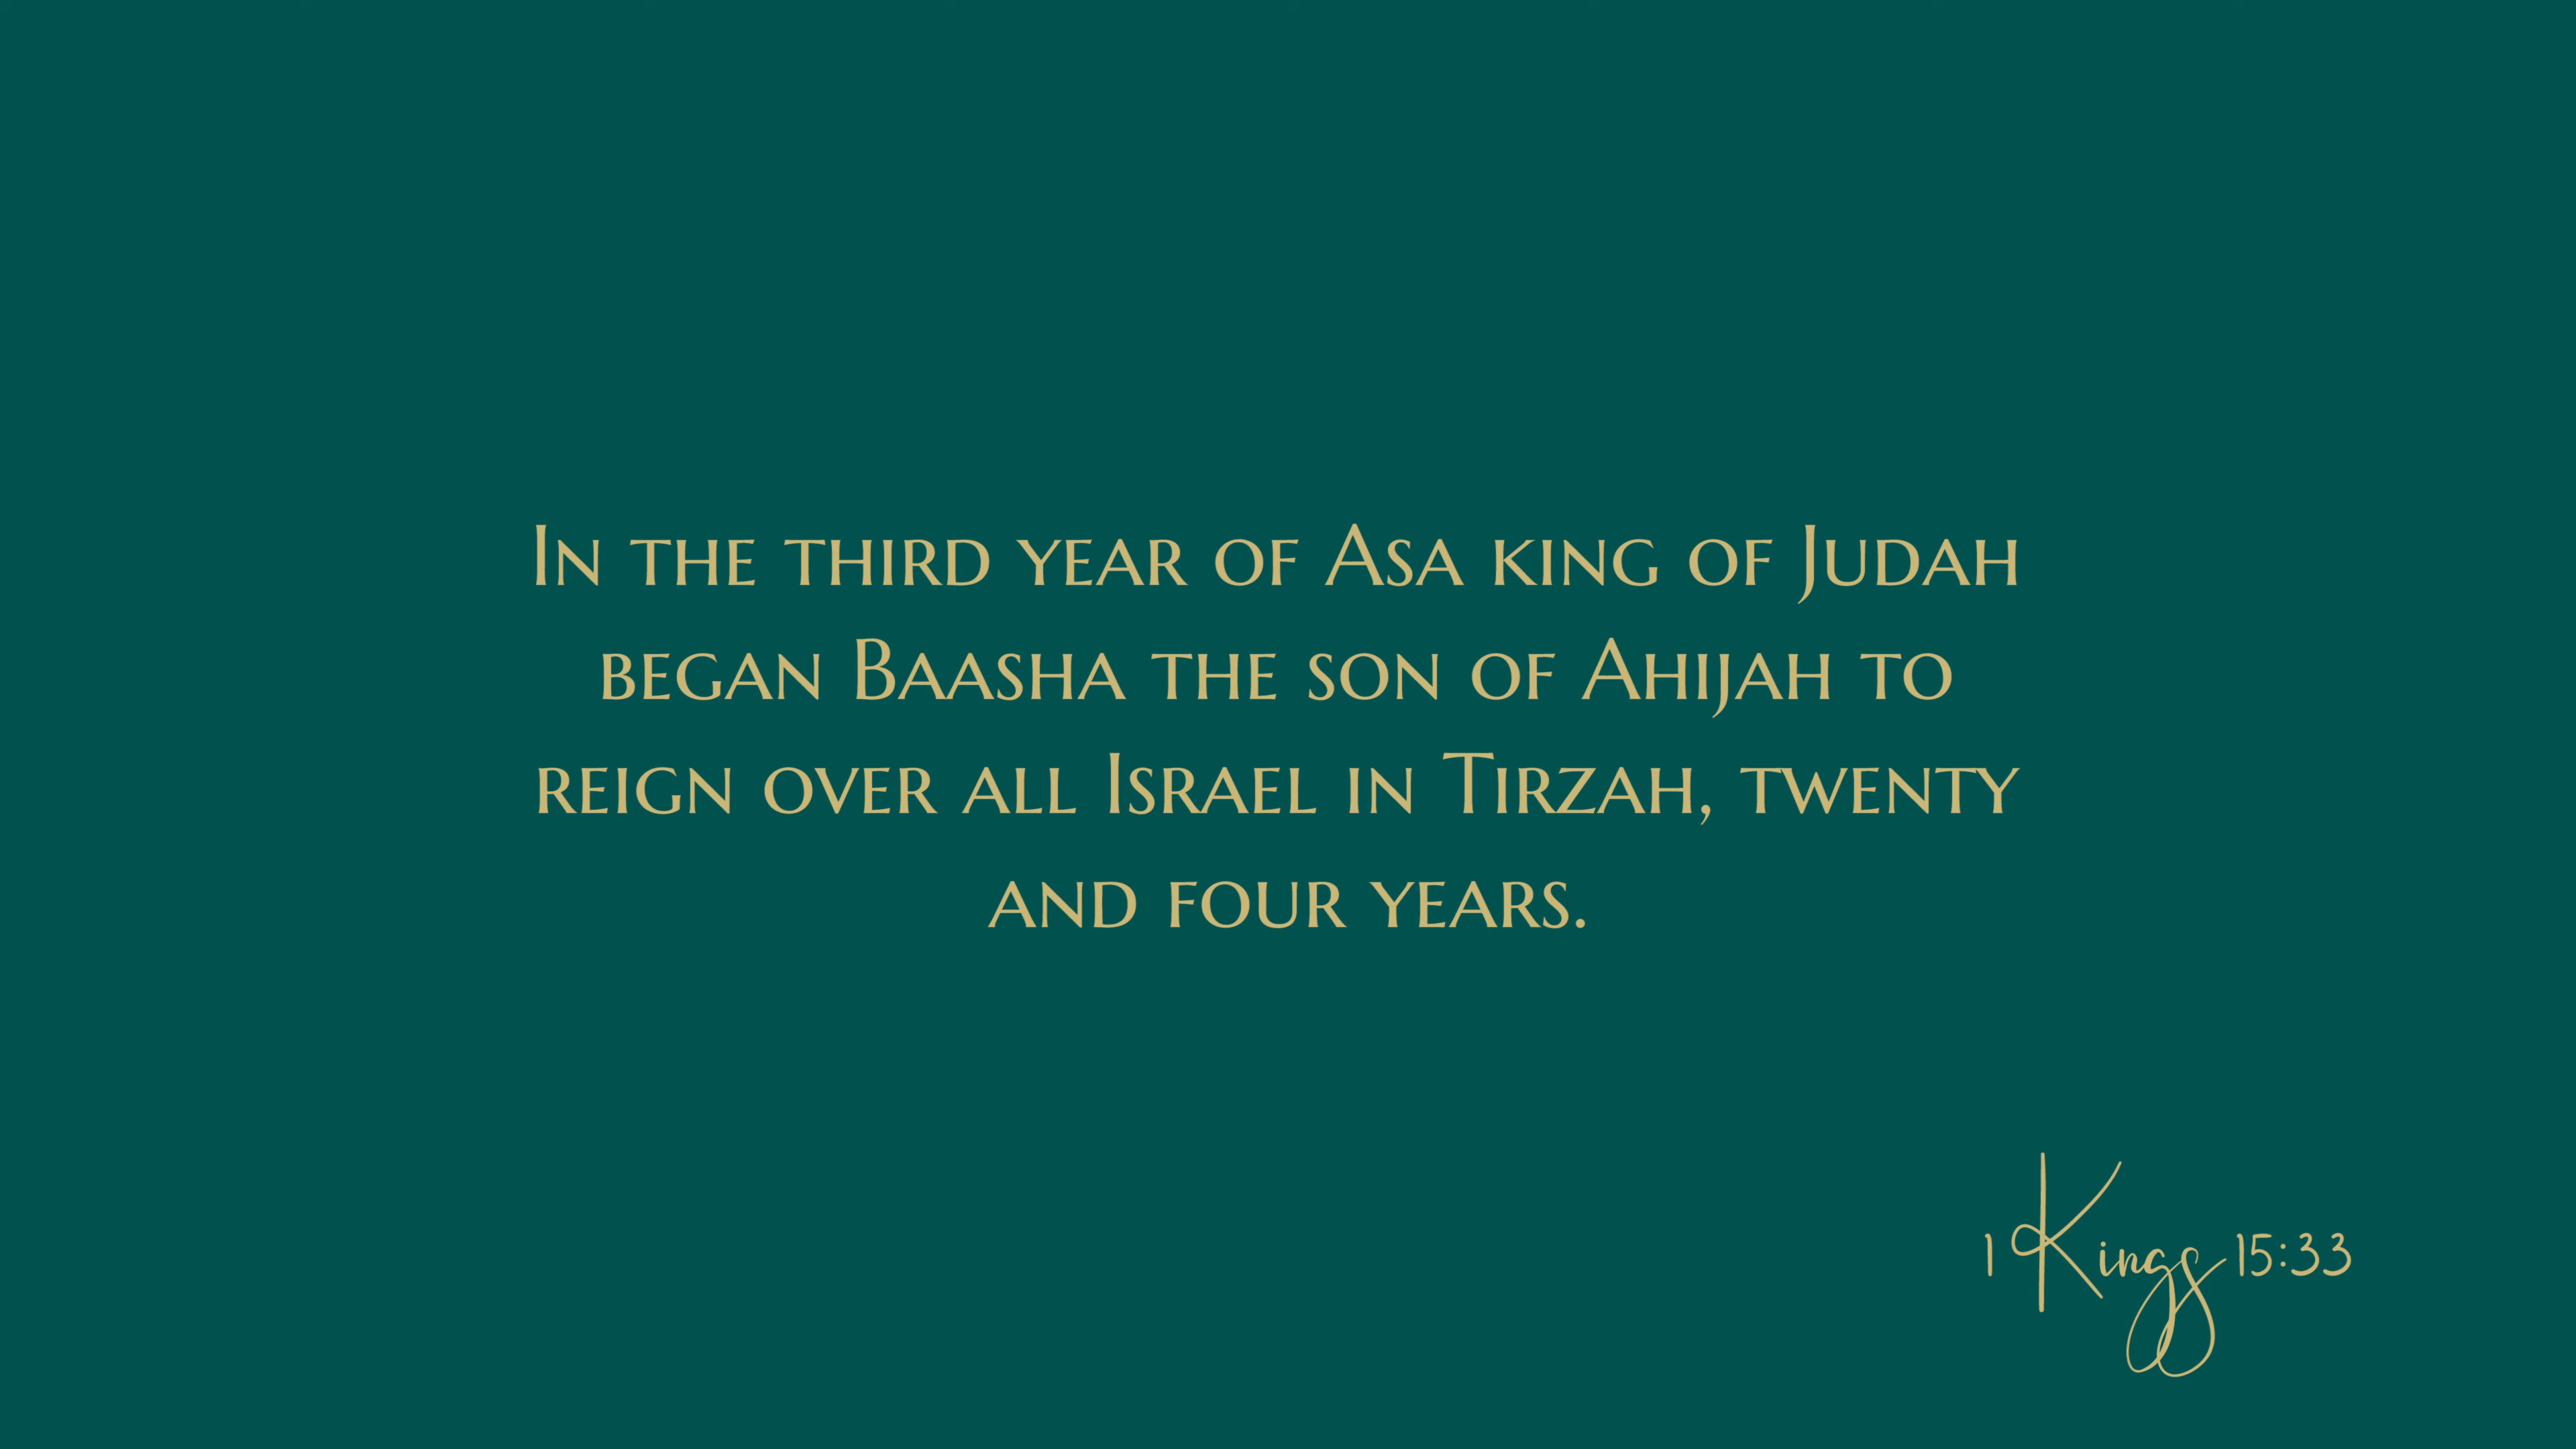 In the third year of Asa king of Judah
began Baasha the son of Ahijah to
reign over all Israel in Tirzah, twenty
and four years.
1 Kings 15:33